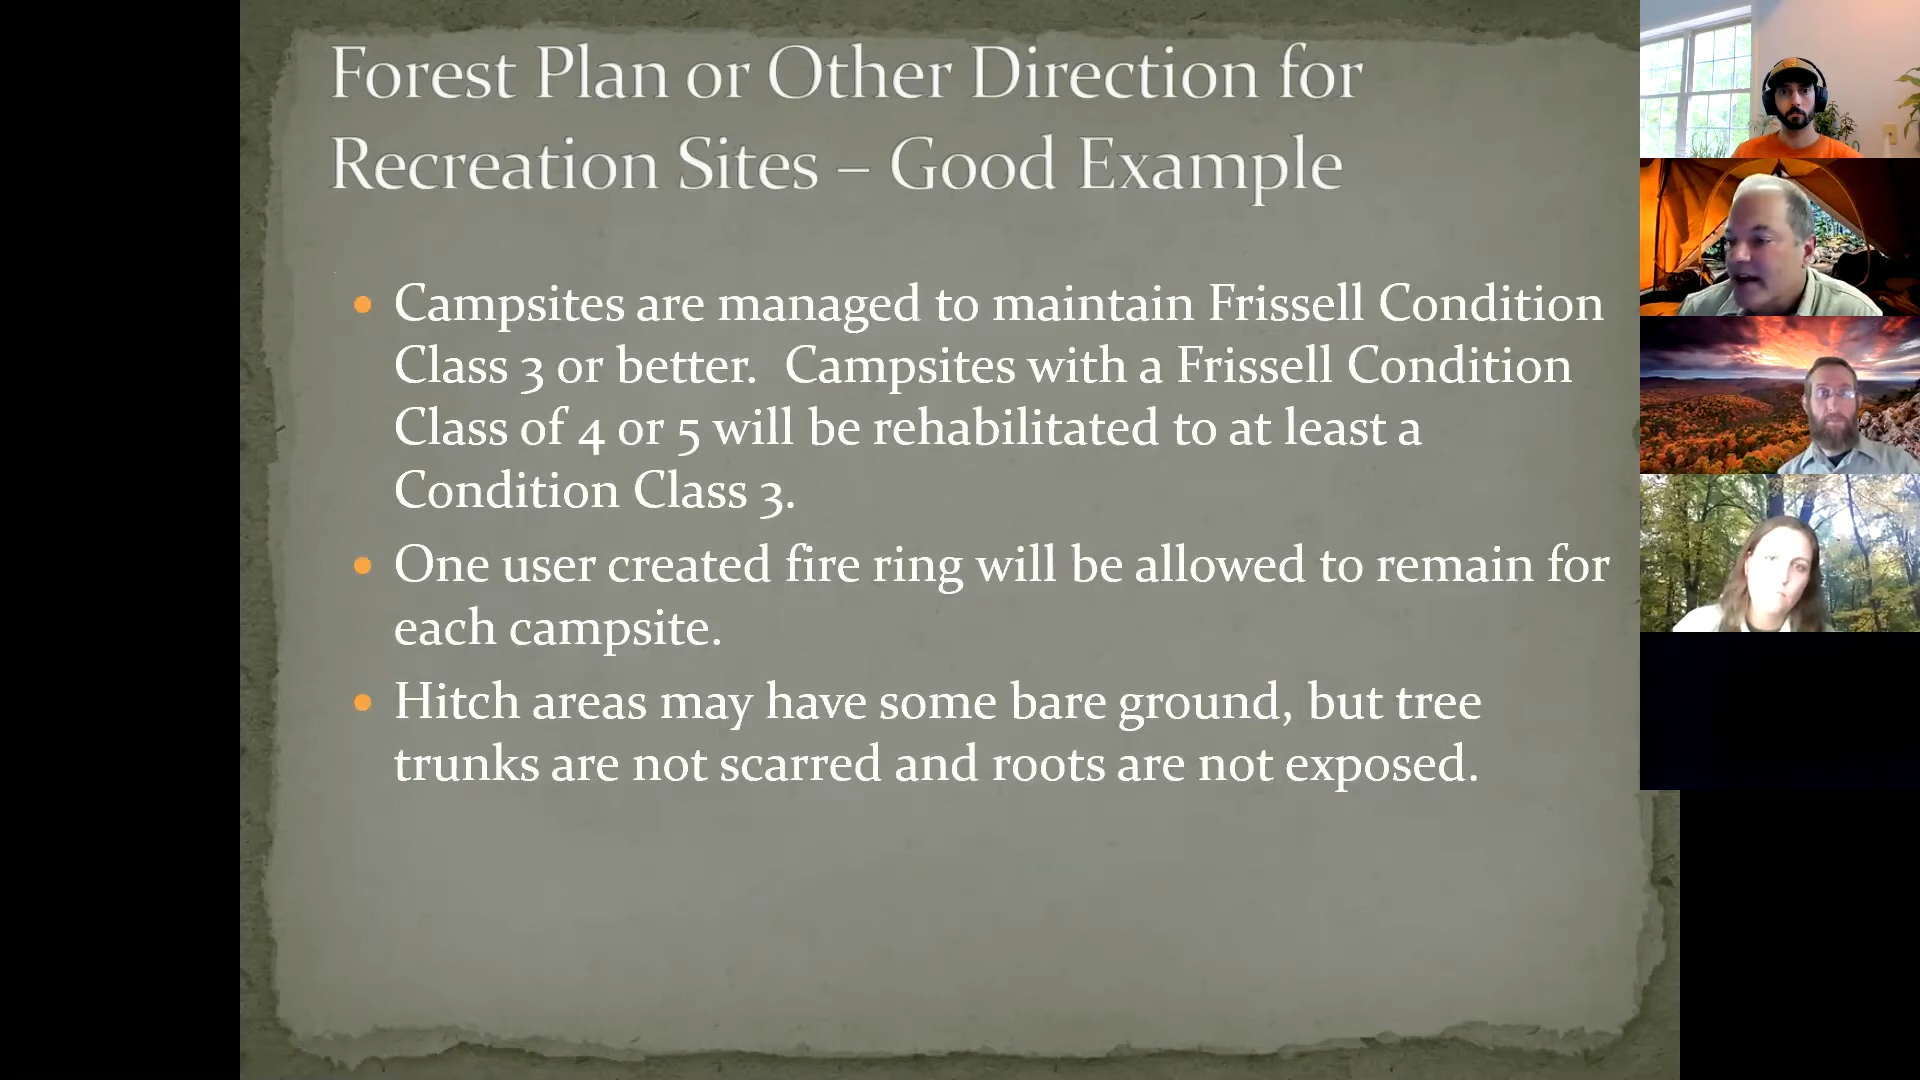 Forest Plan or Other Direction for
Recreation Sites – Good Example
• Campsites are managed to maintain Frissell Condition
Class 3 or better.  Campsites with a Frissell Condition
Class of 4 or 5 will be rehabilitated to at least a
Condition Class 3.
• One user created fire ring will be allowed to remain for
each campsite.
• Hitch areas may have some bare ground, but tree
trunks are not scarred and roots are not exposed.